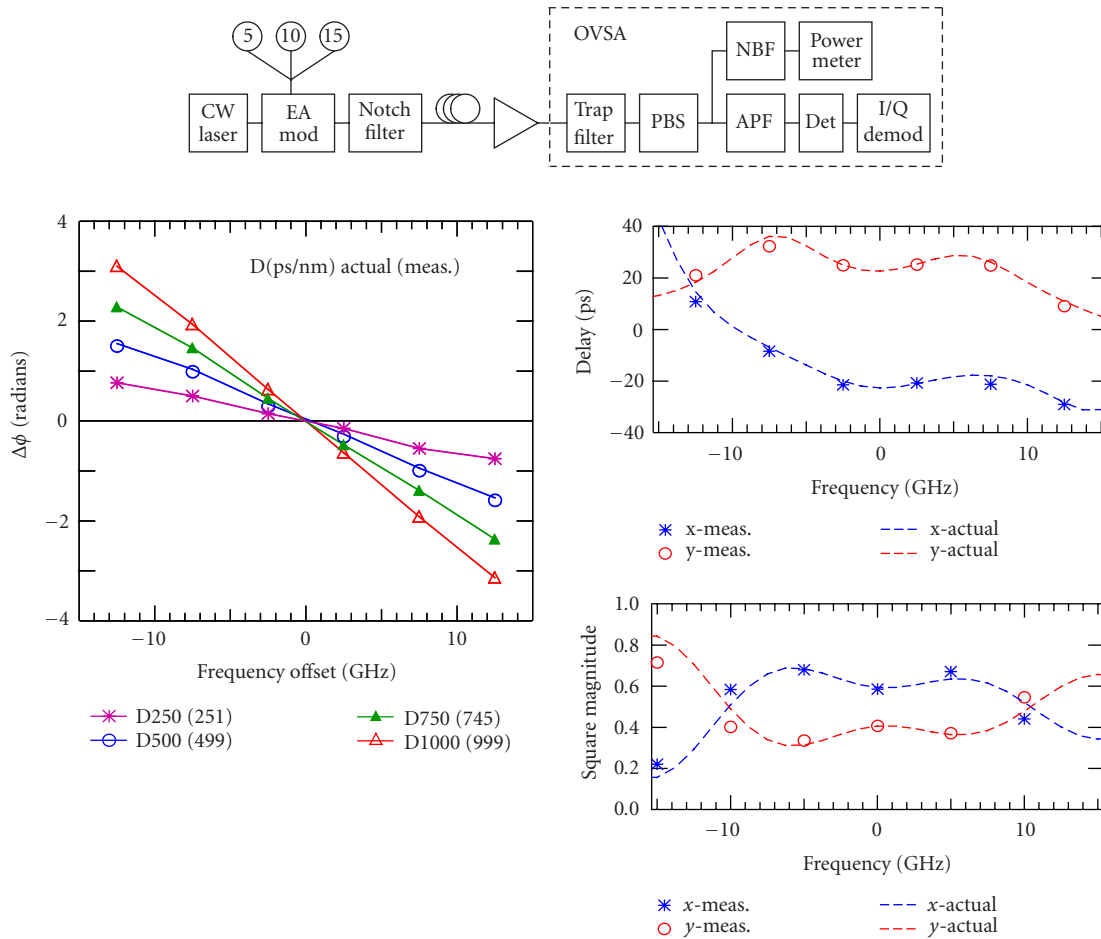 5 10 15
OVSA
NBF
Power
meter
CW
laser
EA
mod
Notch
filter
Trap
filter
PBS
APF
Det
I/Q
demod
4
2
0
−2
−4
Δϕ (radians)
D(ps/nm) actual (meas.)
−10 0 10
Frequency offset (GHz)
D250 (251)
D500 (499)
D750 (745)
D1000 (999)
40
20
0
−20
−40
Delay (ps)
−10 0 10
Frequency (GHz)
x-meas.
y-meas.
x-actual
y-actual
1.0
0.8
0.6
0.4
0.2
0.0
Square magnitude
−10 0 10
Frequency (GHz)
x-meas.
y-meas.
x-actual
y-actual